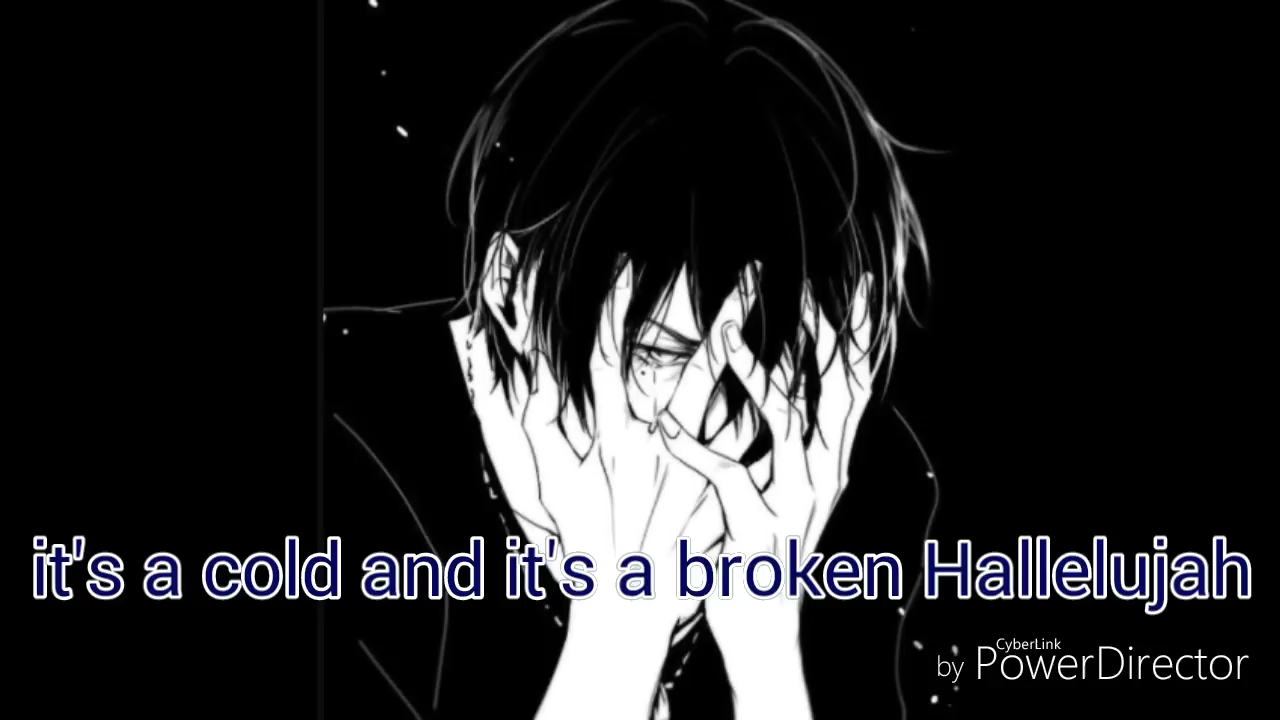 it's a cold and it's a broken Hallelujah
CyberLink
by PowerDirector